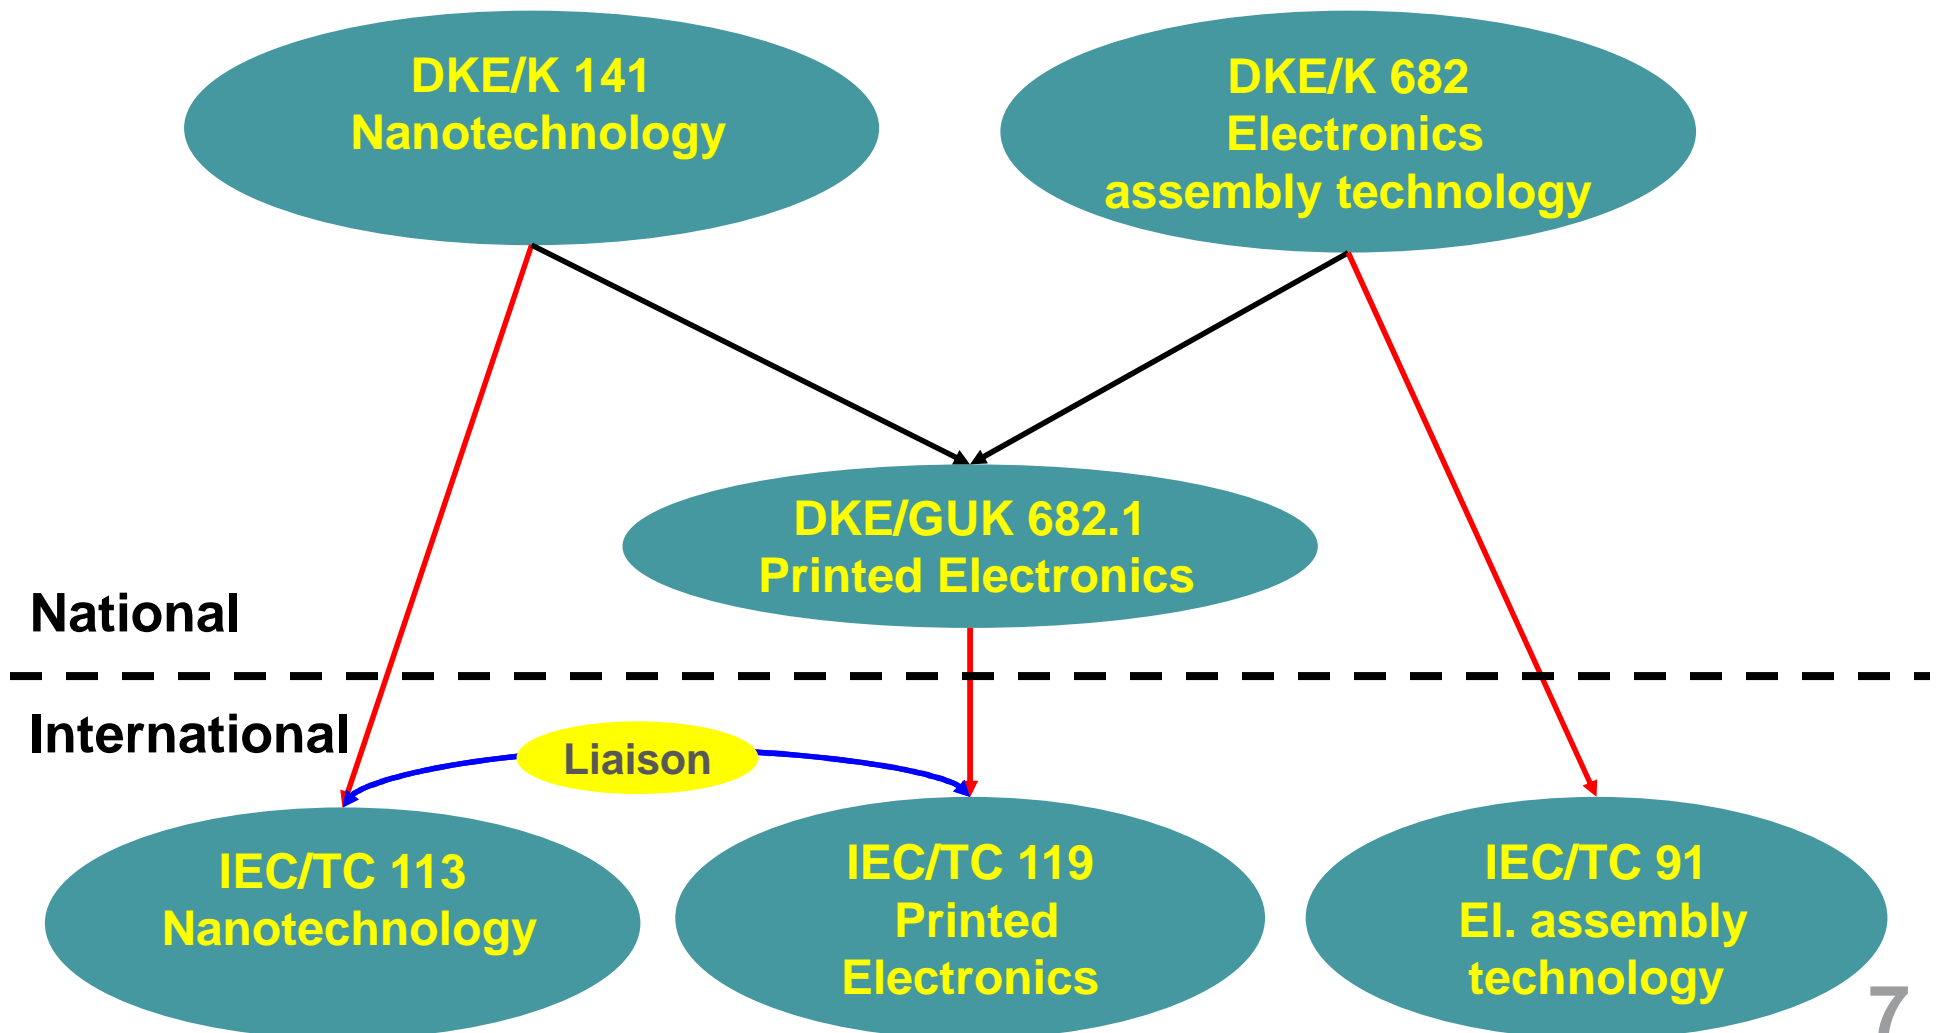 DKE/K 141
Nanotechnology
DKE/K 682
Electronics
assembly technology
DKE/GUK 682.1
Printed Electronics
National
International
Liaison
IEC/TC 113
Nanotechnology
IEC/TC 119
Printed
Electronics
IEC/TC 91
El. assembly
technology
7